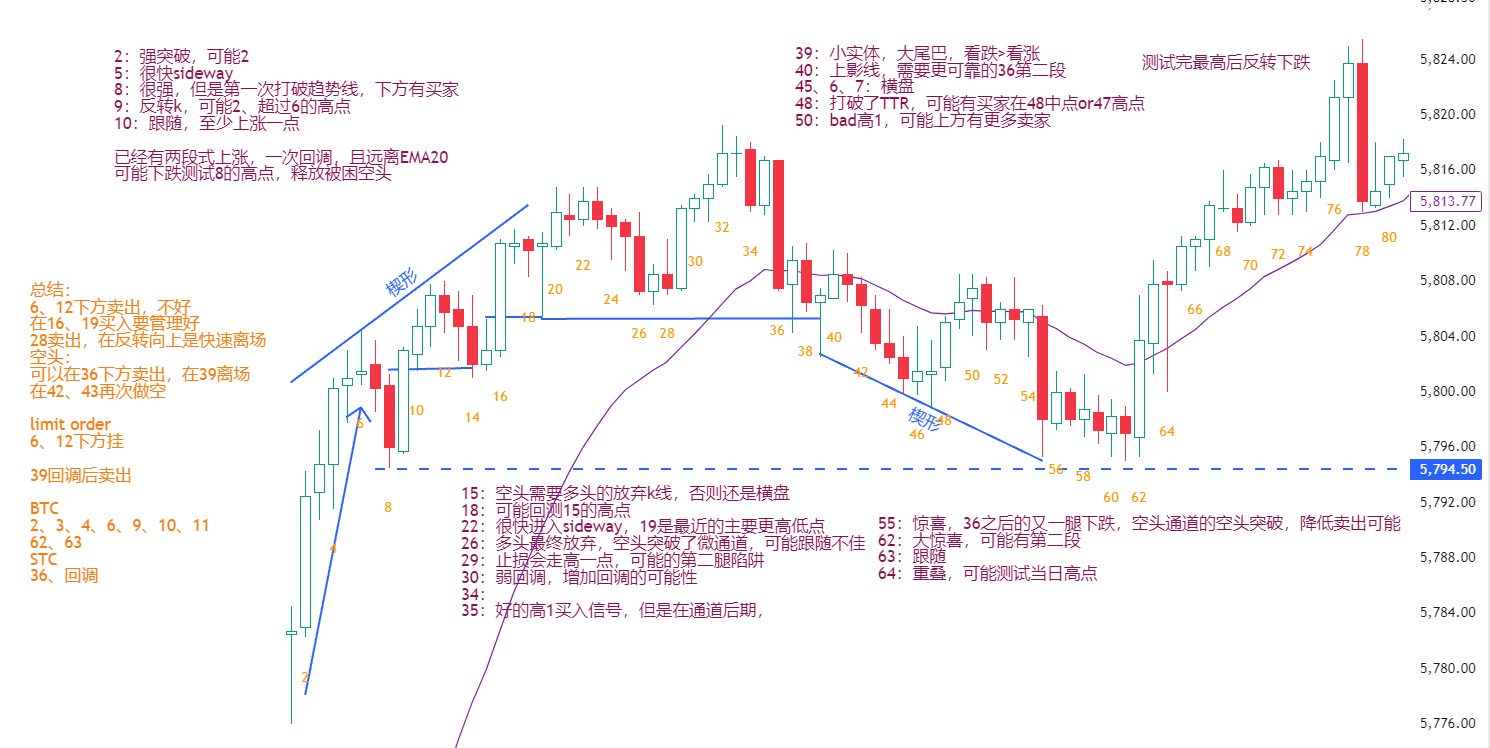 2：强突破，可能2
5：很快sideway
8：很强，但是第一次打破趋势线，下方有买家
9：反转k，可能2、超过6的高点
10：跟随，至少上涨一点
已经有两段式上涨，一次回调，且远离EMA20
可能下跌测试8的高点，释放被困空头
39：小实体，大尾巴，看跌>看涨
40：上影线，需要更可靠的36第二段
45、6、7：横盘
48：打破了TTR，可能有买家在48中点or47高点
50：bad高1，可能上方有更多卖家
测试完最高后反转下跌
楔形
总结：
6、12下方卖出，不好
在16、19买入要管理好
28卖出，在反转向上是快速离场
空头：
可以在36下方卖出，在39离场
在42、43再次做空
limit order
6、12下方挂
39回调后卖出
BTC
2、3、4、6、9、10、11
62、63
STC
36、回调
楔形
15：空头需要多头的放弃k线，否则还是横盘
18：可能回测15的高点
22：很快进入sideway，19是最近的主要更高低点
26：多头最终放弃，空头突破了微通道，可能跟随不佳
29：止损会走高一点，可能的第二腿陷阱
30：弱回调，增加回调的可能性
34：
35：好的高1买入信号，但是在通道后期，
55：惊喜，36之后的又一腿下跌，空头通道的空头突破，降低卖出可能
62：大惊喜，可能有第二段
63：跟随
64：重叠，可能测试当日高点
2
4
6
8
10
12
14
16
18
20
22
24
26
28
30
32
34
36
38
40
42
44
46
48
50
52
54
56
58
60
62
64
66
68
70
72
74
76
78
80
5,824.00
5,820.00
5,816.00
5,813.77
5,812.00
5,808.00
5,804.00
5,800.00
5,796.00
5,794.50
5,792.00
5,788.00
5,784.00
5,780.00
5,776.00